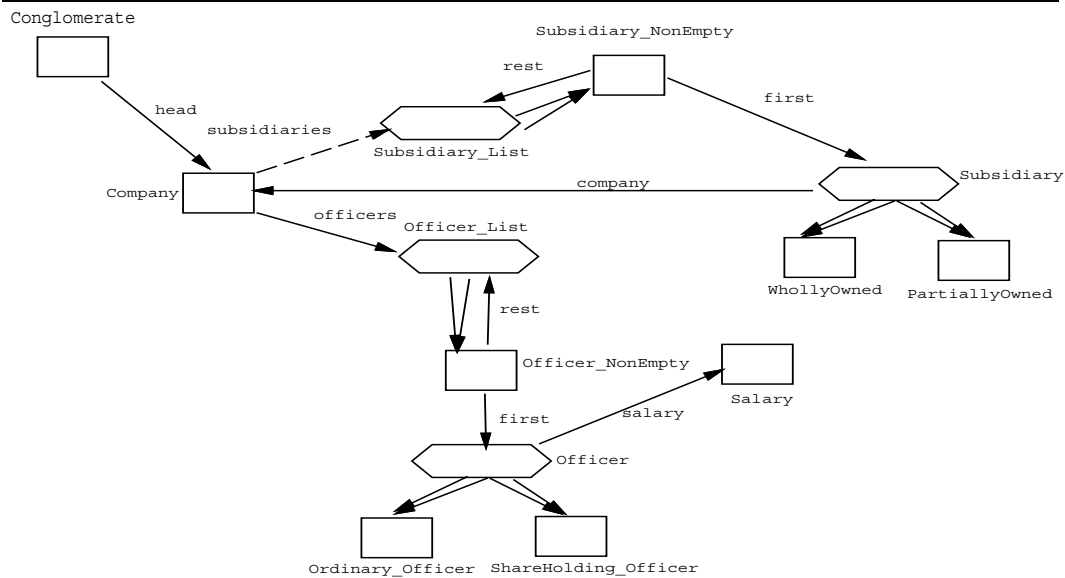 Conglomerate
Subsidiary_NonEmpty
rest
first
head
subsidiaries
Subsidiary_List
Company
company
Subsidiary
officers
Officer_List
WhollyOwned
PartiallyOwned
rest
Officer_NonEmpty
Salary
salary
first
Officer
Ordinary_Officer
ShareHolding_Officer